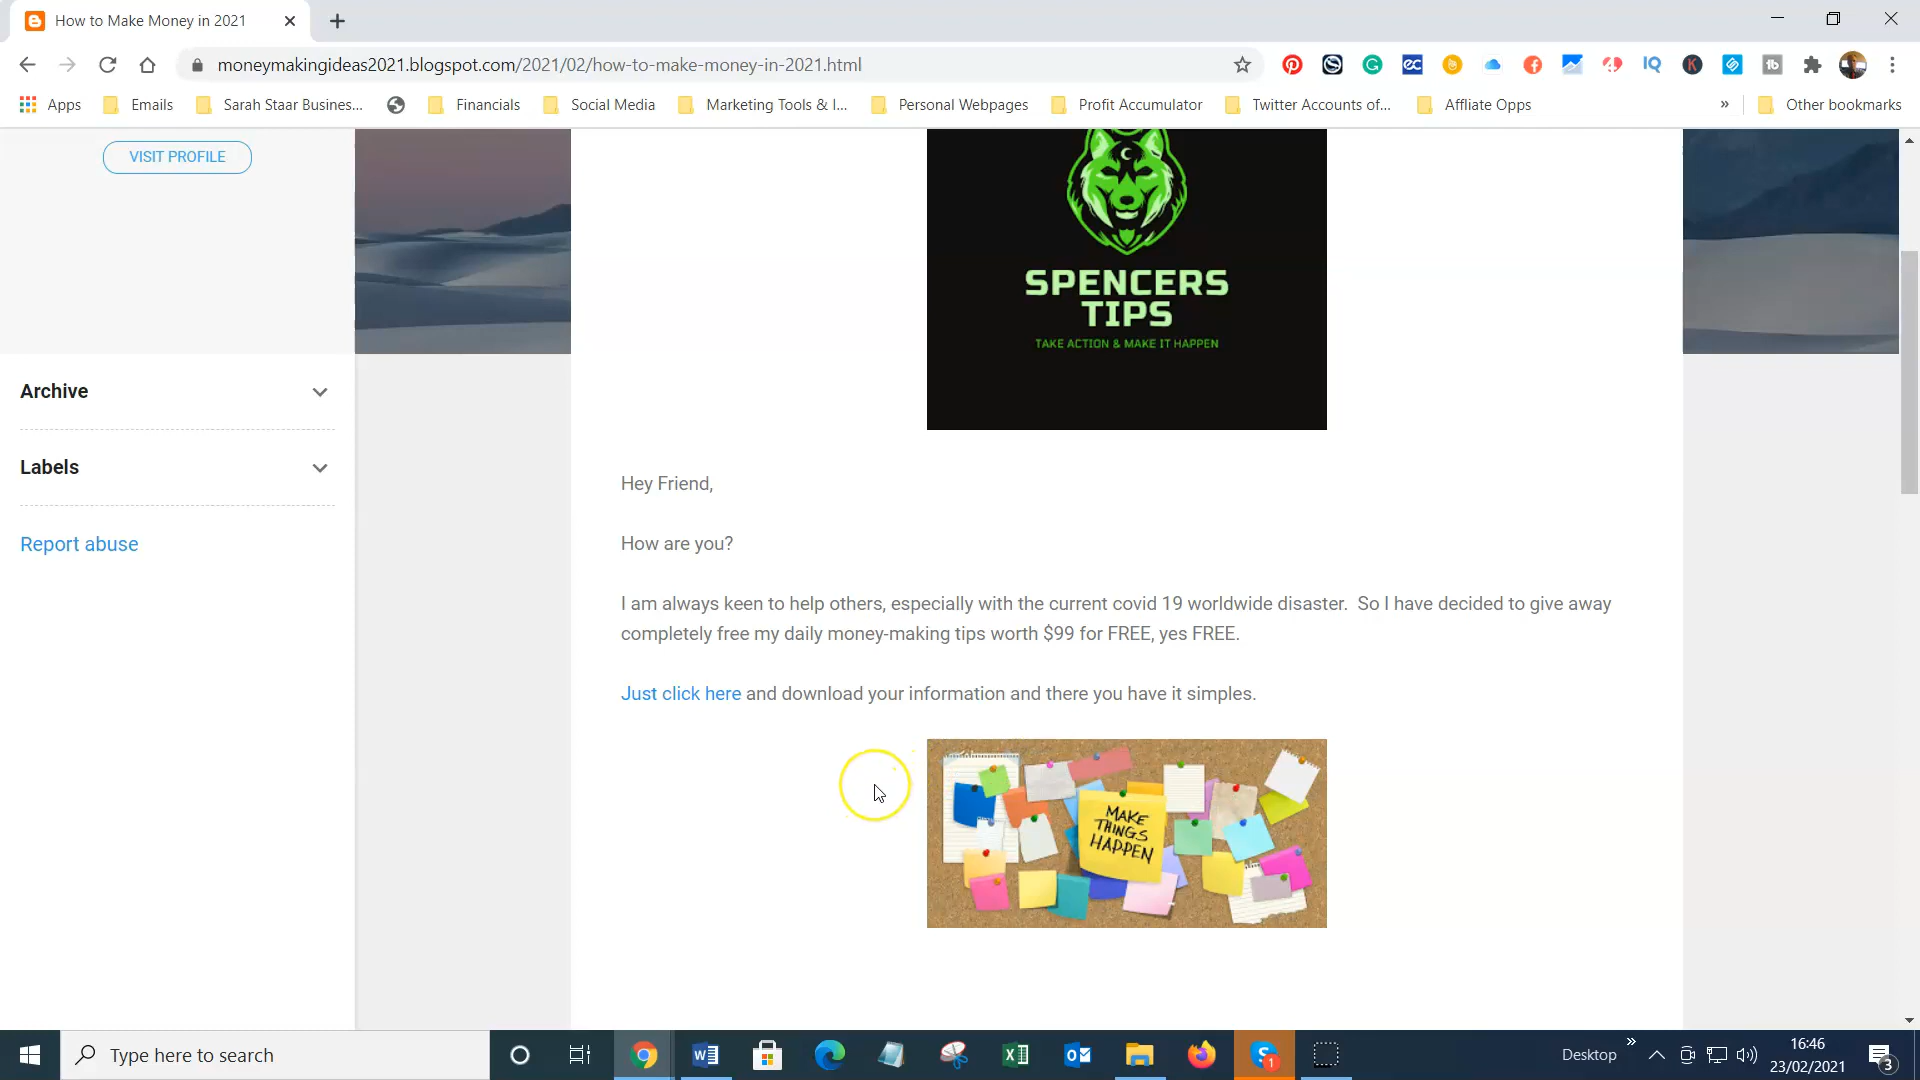 How to Make Money in 2021
moneymakingideas2021.blogspot.com/2021/02/how-to-make-money-in-2021.html
Apps Emails Sarah Staar Busines... Financials Social Media Marketing Tools & I... Personal Webpages Profit Accumulator Twitter Accounts of... Affliate Opps » Other bookmarks
VISIT PROFILE
SPENCERS
TIPS
TAKE ACTION & MAKE IT HAPPEN
Archive
Labels
Report abuse
Hey Friend,
How are you?
I am always keen to help others, especially with the current covid 19 worldwide disaster.  So I have decided to give away
completely free my daily money-making tips worth $99 for FREE, yes FREE.
Just click here and download your information and there you have it simples.
MAKE
THINGS
HAPPEN
Type here to search
Desktop »
16:46
23/02/2021
3